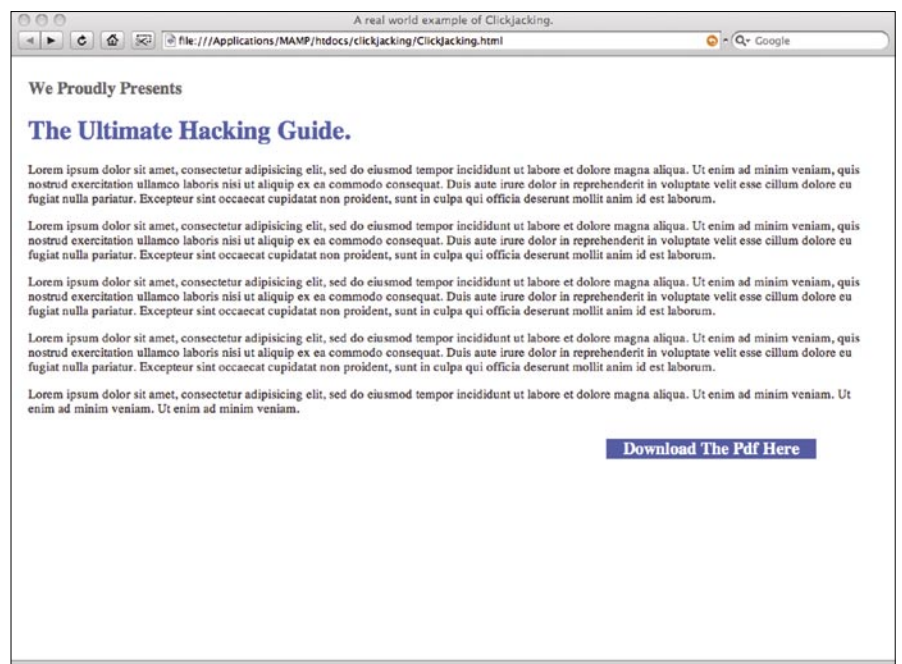 A real world example of Clickjacking.
file:///Applications/MAMP/htdocs/clickjacking/ClickJacking.html
Google
We Proudly Presents
The Ultimate Hacking Guide.
Lorem ipsum dolor sit amet, consectetur adipisicing elit, sed do eiusmod tempor incididunt ut labore et dolore magna aliqua. Ut enim ad minim veniam, quis
nostrud exercitation ullamco laboris nisi ut aliquip ex ea commodo consequat. Duis aute irure dolor in reprehenderit in voluptate velit esse cillum dolore eu
fugiat nulla pariatur. Excepteur sint occaecat cupidatat non proident, sunt in culpa qui officia deserunt mollit anim id est laborum.
Lorem ipsum dolor sit amet, consectetur adipisicing elit, sed do eiusmod tempor incididunt ut labore et dolore magna aliqua. Ut enim ad minim veniam, quis
nostrud exercitation ullamco laboris nisi ut aliquip ex ea commodo consequat. Duis aute irure dolor in reprehenderit in voluptate velit esse cillum dolore eu
fugiat nulla pariatur. Excepteur sint occaecat cupidatat non proident, sunt in culpa qui officia deserunt mollit anim id est laborum.
Lorem ipsum dolor sit amet, consectetur adipisicing elit, sed do eiusmod tempor incididunt ut labore et dolore magna aliqua. Ut enim ad minim veniam, quis
nostrud exercitation ullamco laboris nisi ut aliquip ex ea commodo consequat. Duis aute irure dolor in reprehenderit in voluptate velit esse cillum dolore eu
fugiat nulla pariatur. Excepteur sint occaecat cupidatat non proident, sunt in culpa qui officia deserunt mollit anim id est laborum.
Lorem ipsum dolor sit amet, consectetur adipisicing elit, sed do eiusmod tempor incididunt ut labore et dolore magna aliqua. Ut enim ad minim veniam, quis
nostrud exercitation ullamco laboris nisi ut aliquip ex ea commodo consequat. Duis aute irure dolor in reprehenderit in voluptate velit esse cillum dolore eu
fugiat nulla pariatur. Excepteur sint occaecat cupidatat non proident, sunt in culpa qui officia deserunt mollit anim id est laborum.
Lorem ipsum dolor sit amet, consectetur adipisicing elit, sed do eiusmod tempor incididunt ut labore et dolore magna aliqua. Ut enim ad minim veniam. Ut
enim ad minim veniam. Ut enim ad minim veniam.
Download The Pdf Here